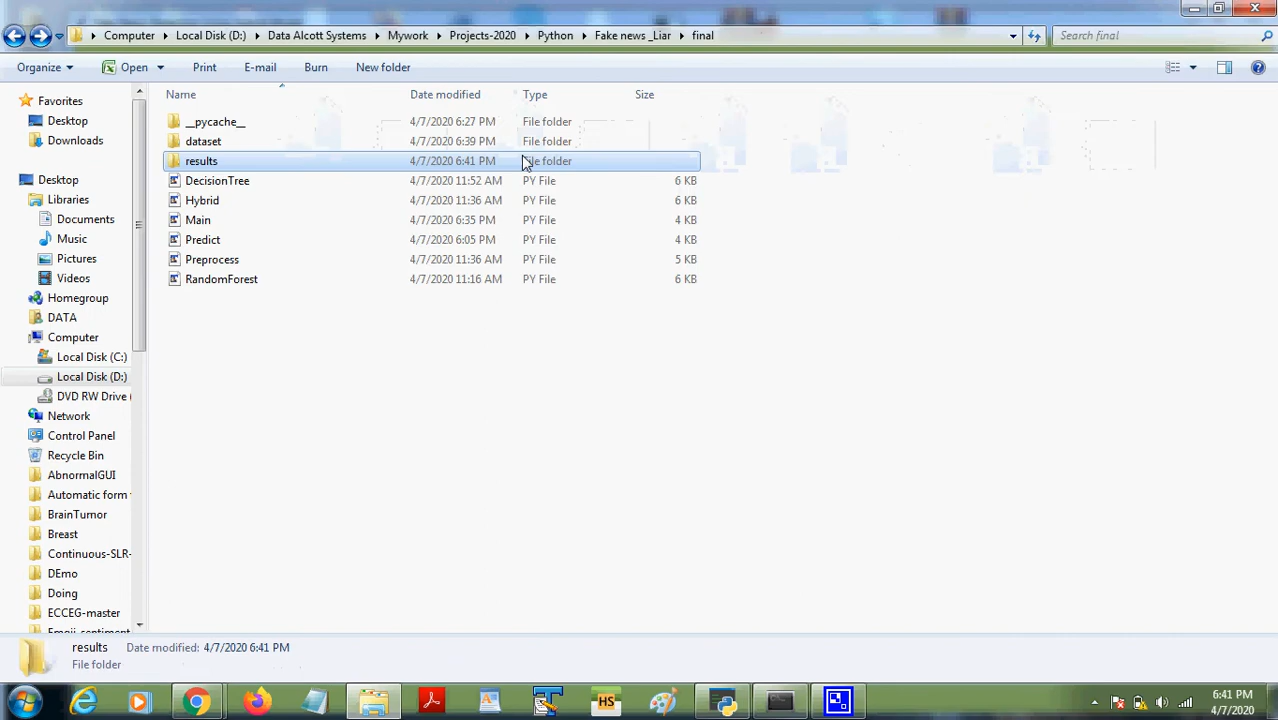 Computer Local Disk (D:) Data Alcott Systems Mywork Projects-2020 Python Fake news _Liar final Search final
Organize Open Print E-mail Burn New folder
Name Date modified Type Size
Favorites
Desktop
Downloads
Desktop
Libraries
Documents
Music
Pictures
Videos
Homegroup
DATA
Computer
Local Disk (C:)
Local Disk (D:)
DVD RW Drive (
Network
Control Panel
Recycle Bin
AbnormalGUI
Automatic form
BrainTumor
Breast
Continuous-SLR-
DEmo
Doing
ECCEG-master
Emoji-sentiment
__pycache__ 4/7/2020 6:27 PM File folder
dataset 4/7/2020 6:39 PM File folder
results 4/7/2020 6:41 PM File folder
DecisionTree 4/7/2020 11:52 AM PY File 6 KB
Hybrid 4/7/2020 11:36 AM PY File 6 KB
Main 4/7/2020 6:35 PM PY File 4 KB
Predict 4/7/2020 6:05 PM PY File 4 KB
Preprocess 4/7/2020 11:36 AM PY File 5 KB
RandomForest 4/7/2020 11:16 AM PY File 6 KB
results Date modified: 4/7/2020 6:41 PM
File folder
HS
6:41 PM
4/7/2020